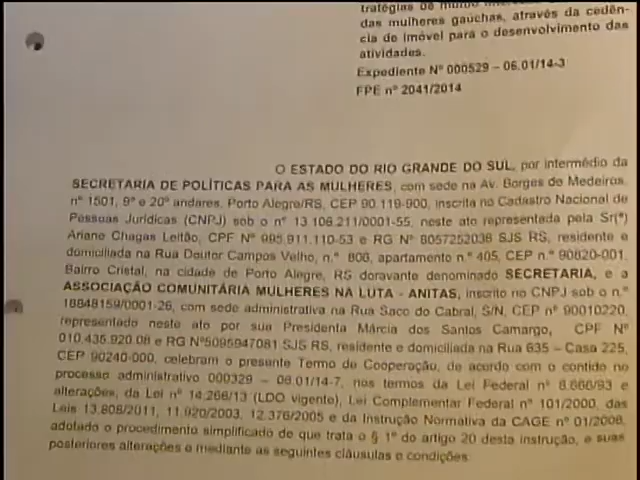 tratégias de mútuo
das mulheres gaúchas, através da cedên-
cia de imóvel para o desenvolvimento das
atividades.
Expediente Nº 000529 – 06.01/14-3
FPE nº 2041/2014
O ESTADO DO RIO GRANDE DO SUL, por intermédio da
SECRETARIA DE POLÍTICAS PARA AS MULHERES, com sede na Av. Borges de Medeiros,
nº 1501, 9º e 20º andares, Porto Alegre/RS, CEP 90.119-900, inscrita no Cadastro Nacional de
Pessoas Jurídicas (CNPJ) sob o nº 13.106.211/0001-55, neste ato representada pela Sr(ª)
Ariane Chagas Leitão, CPF Nº 995.911.110-53 e RG Nº 6057252038 SJS RS, residente e
domiciliada na Rua Doutor Campos Velho, n.º 806, apartamento n.º 405, CEP n.º 90820-001,
Bairro Cristal, na cidade de Porto Alegre, RS doravante denominado SECRETARIA, e a
ASSOCIAÇÃO COMUNITÁRIA MULHERES NA LUTA - ANITAS, inscrito no CNPJ sob o n.º
18848159/0001-26, com sede administrativa na Rua Saco do Cabral, S/N, CEP nº 90010220,
representado neste ato por sua Presidenta Márcia dos Santos Camargo, CPF Nº
010.435.920.08 e RG Nº5095947081 SJS RS, residente e domiciliada na Rua 635 – Casa 225,
CEP 90240-000, celebram o presente Termo de Cooperação, de acordo com o contido no
processo administrativo 000329 – 06.01/14-7, nos termos da Lei Federal nº 8.666/93 e
alterações, da Lei nº 14.266/13 (LDO vigente), Lei Complementar Federal nº 101/2000, das
Leis 13.808/2011, 11.920/2003, 12.376/2005 e da Instrução Normativa da CAGE nº 01/2006,
adotado o procedimento simplificado de que trata o § 1º do artigo 20 desta instrução, e suas
posteriores alterações e mediante as seguintes cláusulas e condições: